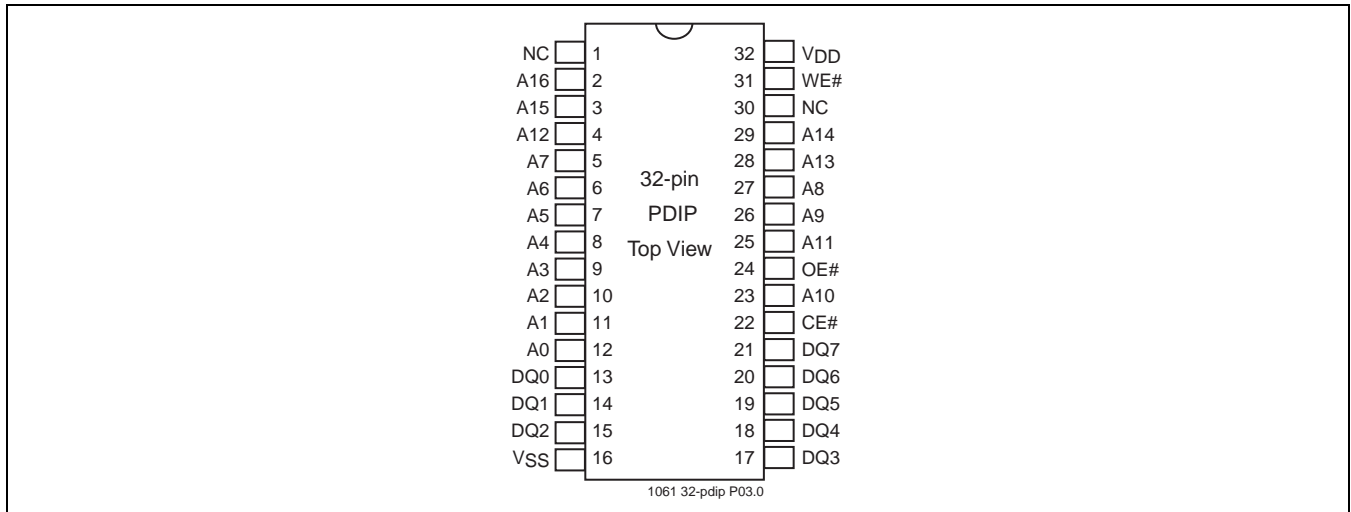 NC 1 32 VDD
A16 2 31 WE#
A15 3 30 NC
A12 4 29 A14
A7 5 28 A13
A6 6 32-pin 27 A8
A5 7 PDIP 26 A9
A4 8 Top View 25 A11
A3 9 24 OE#
A2 10 23 A10
A1 11 22 CE#
A0 12 21 DQ7
DQ0 13 20 DQ6
DQ1 14 19 DQ5
DQ2 15 18 DQ4
VSS 16 17 DQ3
1061 32-pdip P03.0